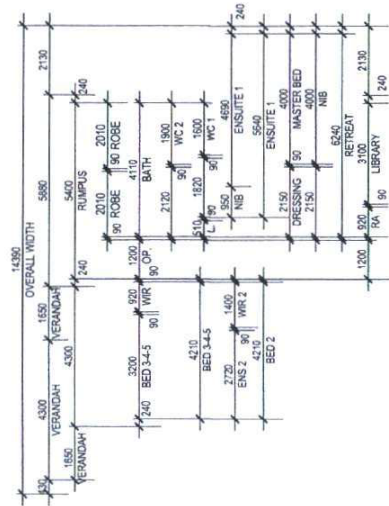 14390
OVERALL WIDTH
430 4300 1650 5880 2130 240
VERANDAH VERANDAH 240
1650 4300 240 5400
VERANDAH RUMPUS
2010 2010
90 ROBE 90 ROBE
3200 920 1200 4110
BED 3-4-5 WIR OP. BATH
240 90 90
2120 1900
90 WC 2
4210 510 1820 1600
BED 3-4-5 L. 90 90 WC 1
2720 1400 950 4690 240
ENS.2 90 WIR.2 NIB ENSUITE 1
4210 5640
BED 2 ENSUITE 1
2150 4000
DRESSING 90 MASTER BED
2150 4000
90 NIB
6240
RETREAT
1200 920 3100 2130
RA 90 LIBRARY 240